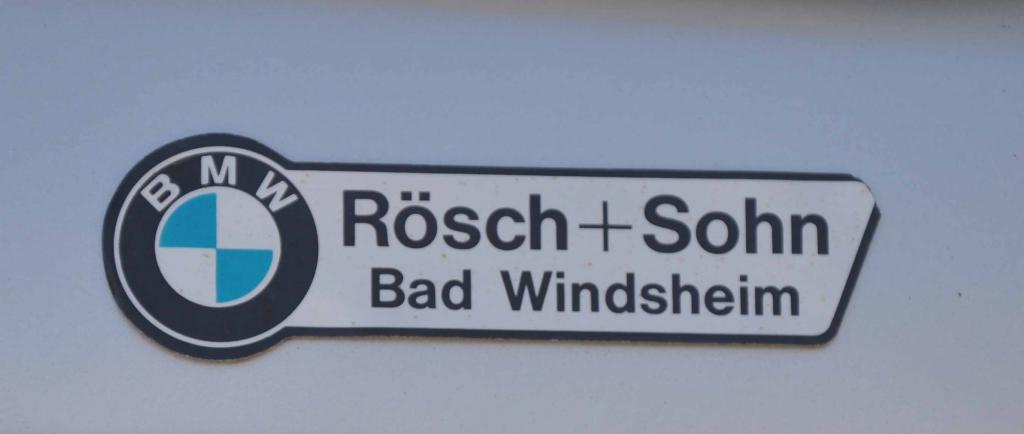 BMW
Rösch+Sohn
Bad Windsheim